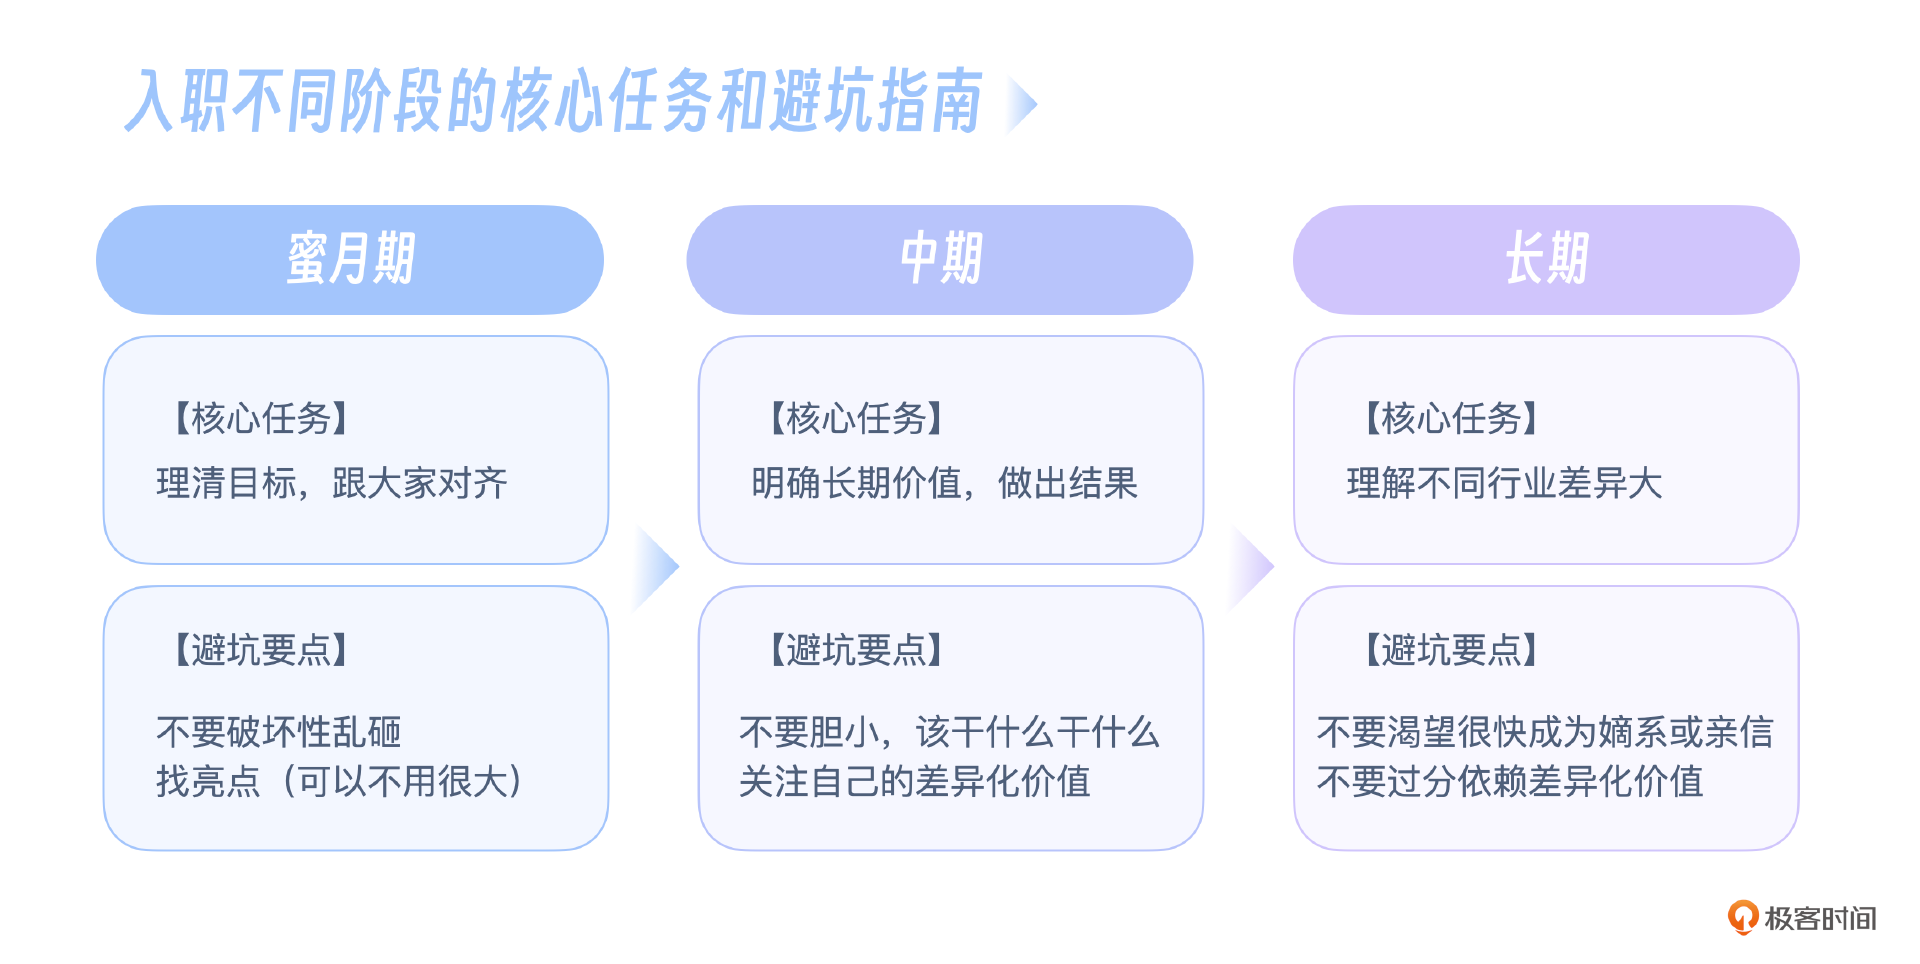 入职不同阶段的核心任务和避坑指南
蜜月期
【核心任务】
理清目标，跟大家对齐
【避坑要点】
不要破坏性乱砸
找亮点（可以不用很大）
中期
【核心任务】
明确长期价值，做出结果
【避坑要点】
不要胆小，该干什么干什么
关注自己的差异化价值
长期
【核心任务】
理解不同行业差异大
【避坑要点】
不要渴望很快成为嫡系或亲信
不要过分依赖差异化价值
极客时间